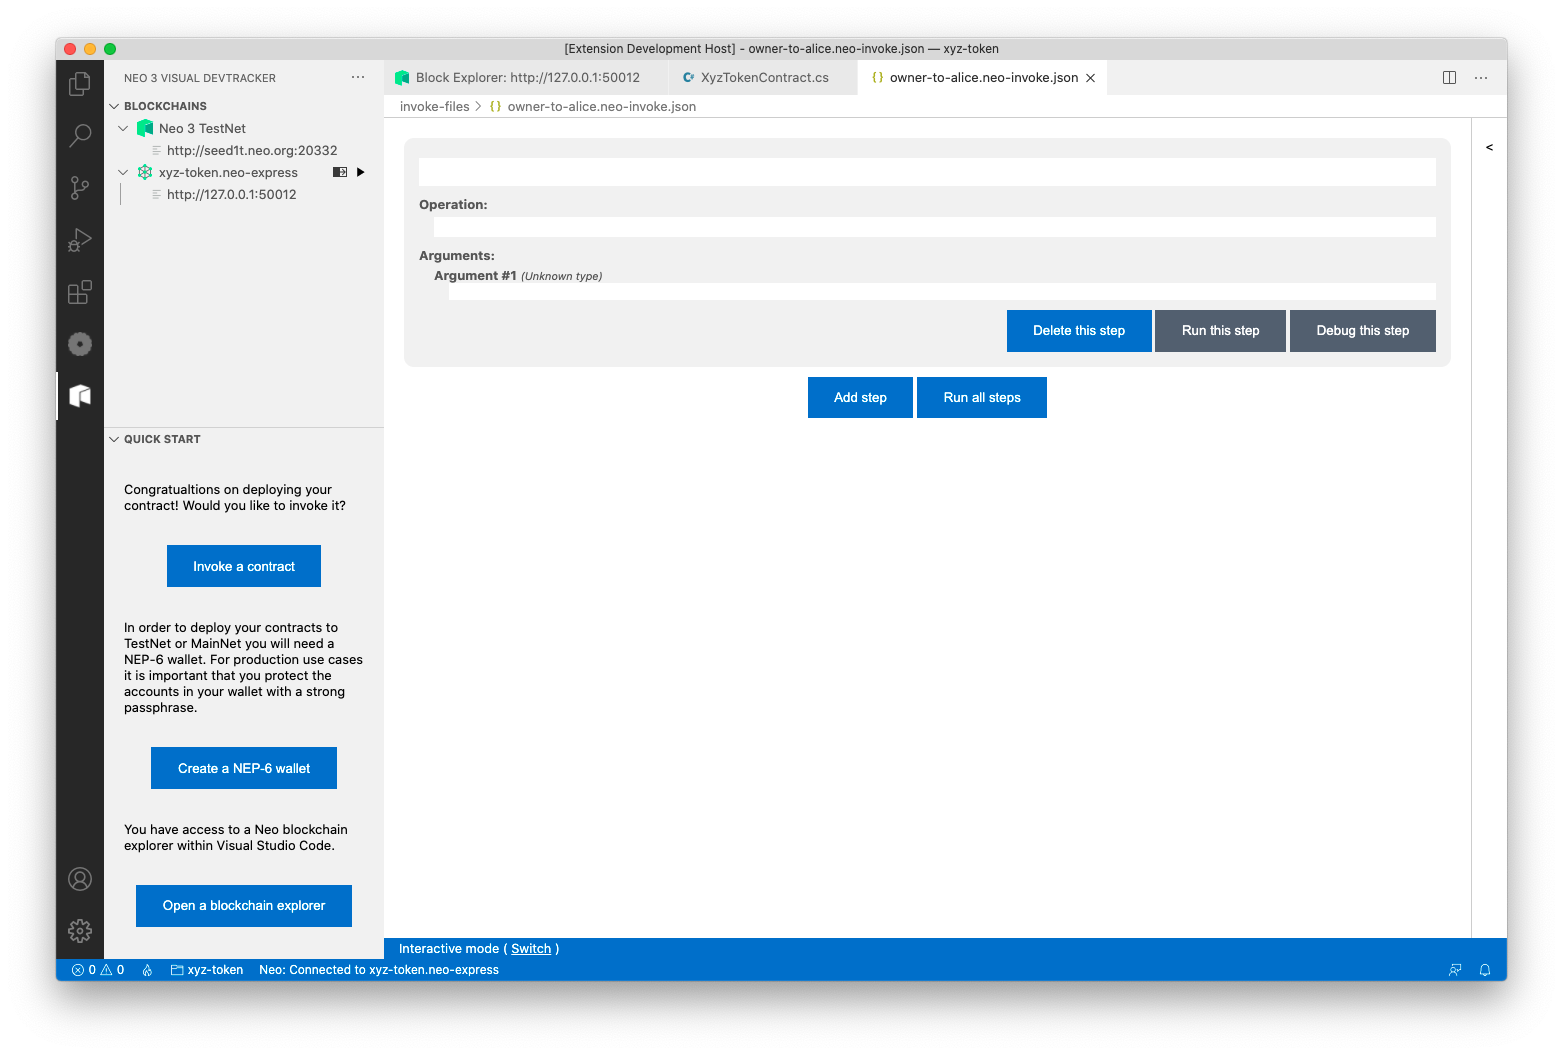 [Extension Development Host] - owner-to-alice.neo-invoke.json — xyz-token
NEO 3 VISUAL DEVTRACKER
BLOCKCHAINS
Neo 3 TestNet
http://seed1t.neo.org:20332
xyz-token.neo-express
http://127.0.0.1:50012
QUICK START
Congratualtions on deploying your
contract! Would you like to invoke it?
Invoke a contract
In order to deploy your contracts to
TestNet or MainNet you will need a
NEP-6 wallet. For production use cases
it is important that you protect the
accounts in your wallet with a strong
passphrase.
Create a NEP-6 wallet
You have access to a Neo blockchain
explorer within Visual Studio Code.
Open a blockchain explorer
Block Explorer: http://127.0.0.1:50012
C# XyzTokenContract.cs
{} owner-to-alice.neo-invoke.json
invoke-files > {} owner-to-alice.neo-invoke.json
<
Operation:
Arguments:
Argument #1 (Unknown type)
Delete this step
Run this step
Debug this step
Add step
Run all steps
Interactive mode ( Switch )
0 0 xyz-token Neo: Connected to xyz-token.neo-express